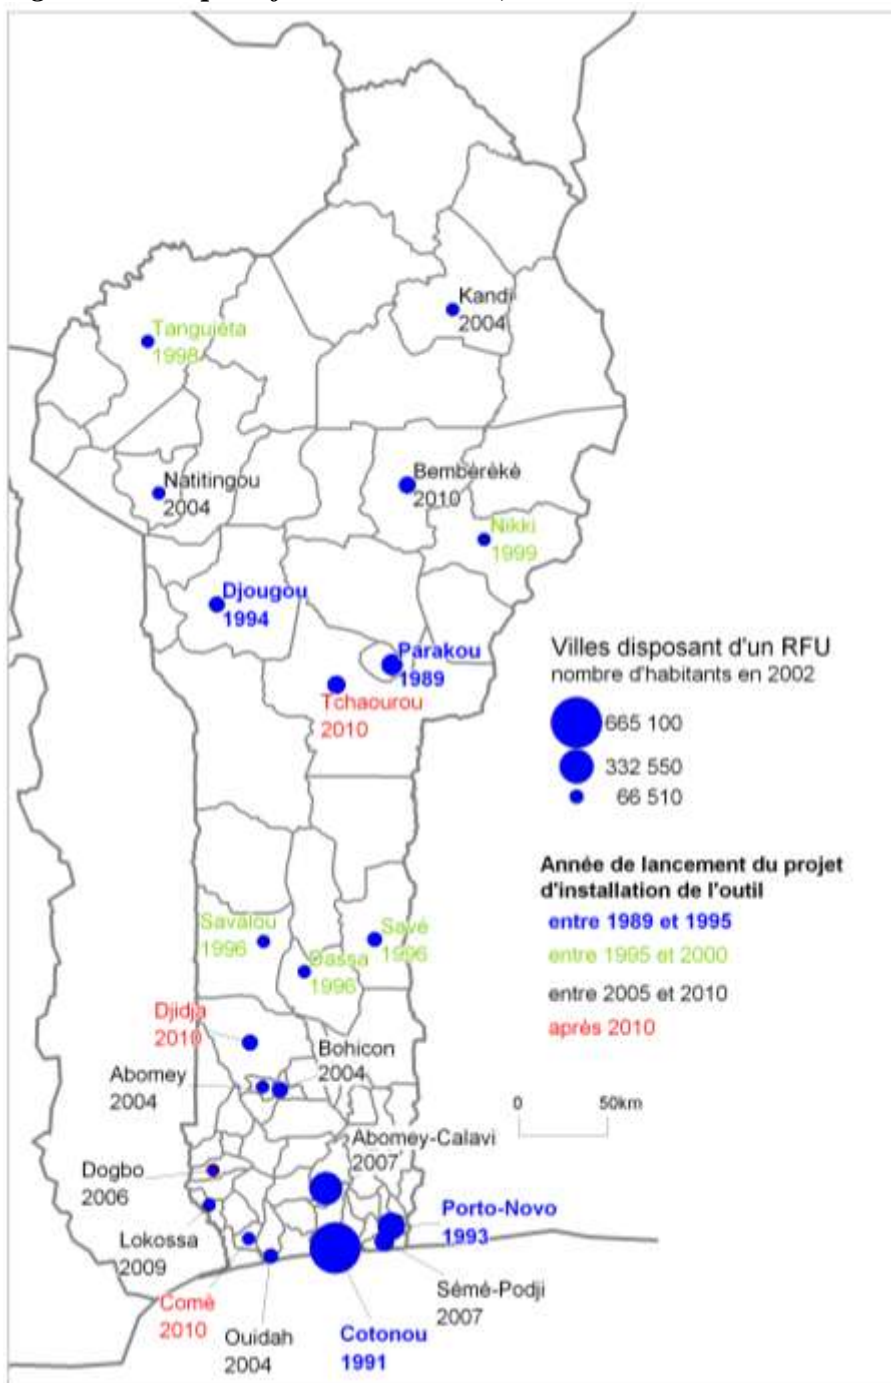 Kandi
2004
Tanguiéta
1998
Natitingou
2004
Bembèrèkè
2010
Nikki
1999
Djougou
1994
Parakou
1989
Tchaourou
2010
Villes disposant d'un RFU
nombre d'habitants en 2002
665 100
332 550
66 510
Année de lancement du projet
d'installation de l'outil
entre 1989 et 1995
entre 1995 et 2000
entre 2005 et 2010
après 2010
Savalou
1996
Savé
1996
Dassa
1996
Djidja
2010
Bohicon
2004
Abomey
2004
0 50km
Abomey-Calavi
2007
Dogbo
2006
Porto-Novo
1993
Lokossa
2009
Sèmè-Podji
2007
Comè
2010
Ouidah
2004
Cotonou
1991